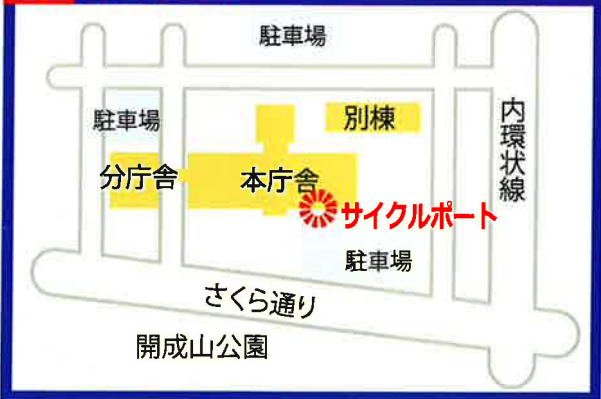 駐車場
別棟
内環状線
駐車場
分庁舎
本庁舎
サイクルポート
駐車場
さくら通り
開成山公園